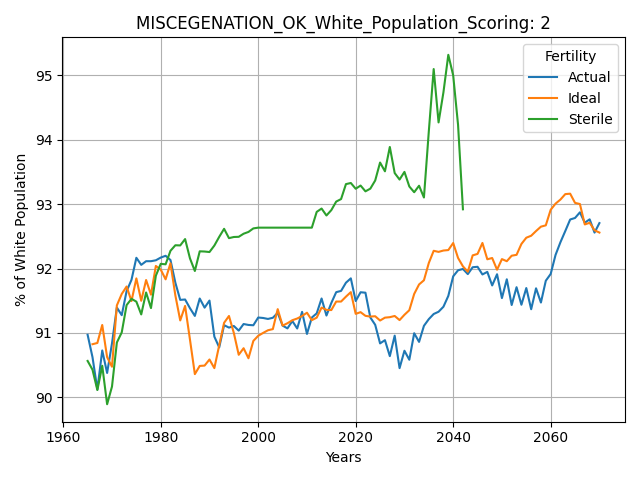 MISCEGENATION_OK_White_Population_Scoring: 2
% of White Population
95
94
93
92
91
90
Fertility
Actual
Ideal
Sterile
1960 1980 2000 2020 2040 2060
Years